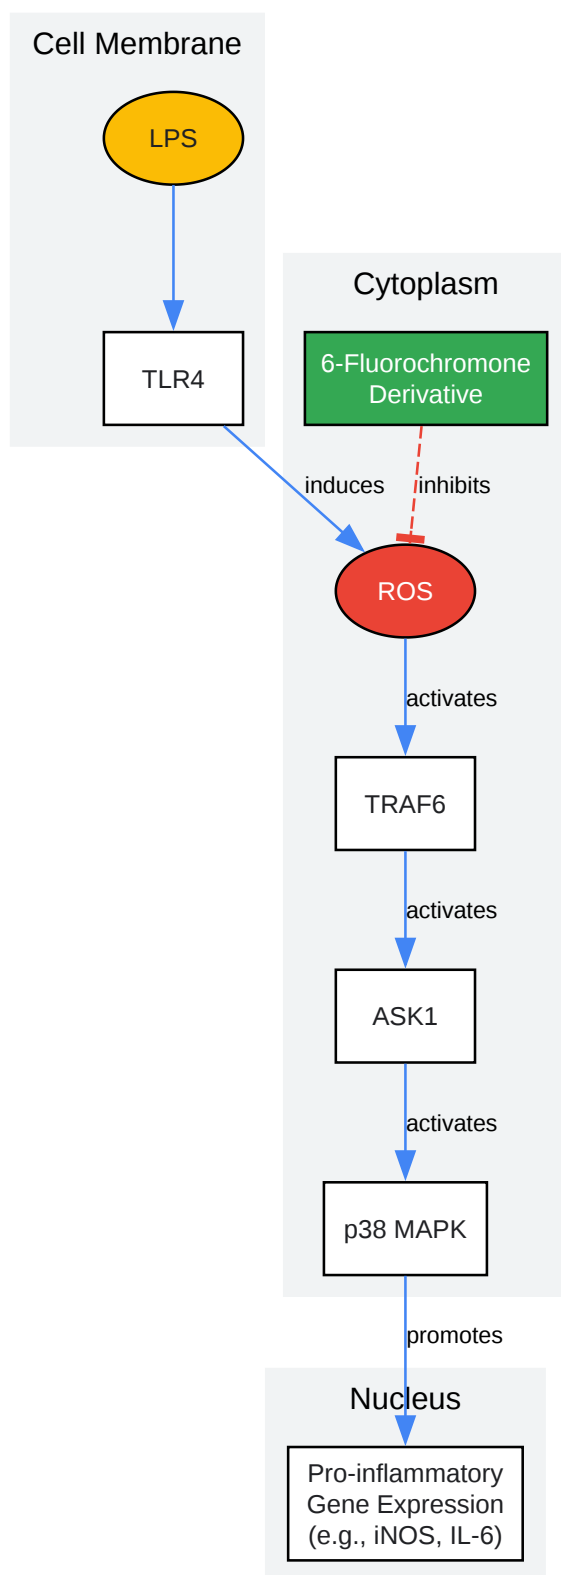 Cell Membrane
LPS
TLR4
Cytoplasm
6-Fluorochromone
Derivative
induces
inhibits
ROS
activates
TRAF6
activates
ASK1
activates
p38 MAPK
promotes
Nucleus
Pro-inflammatory
Gene Expression
(e.g., iNOS, IL-6)